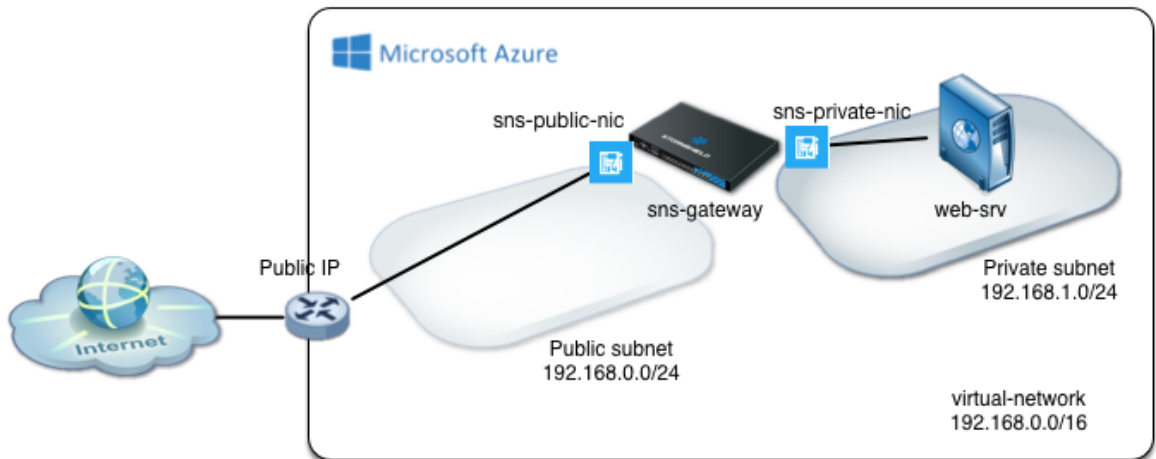 Microsoft Azure
sns-public-nic
sns-private-nic
STORMSHIELD
sns-gateway
web-srv
Public IP
Internet
Private subnet
192.168.1.0/24
Public subnet
192.168.0.0/24
virtual-network
192.168.0.0/16